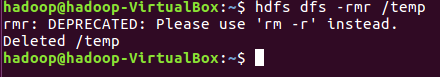 hadoop@hadoop-VirtualBox:~$ hdfs dfs -rmr /temp
rmr: DEPRECATED: Please use 'rm -r' instead.
Deleted /temp
hadoop@hadoop-VirtualBox:~$